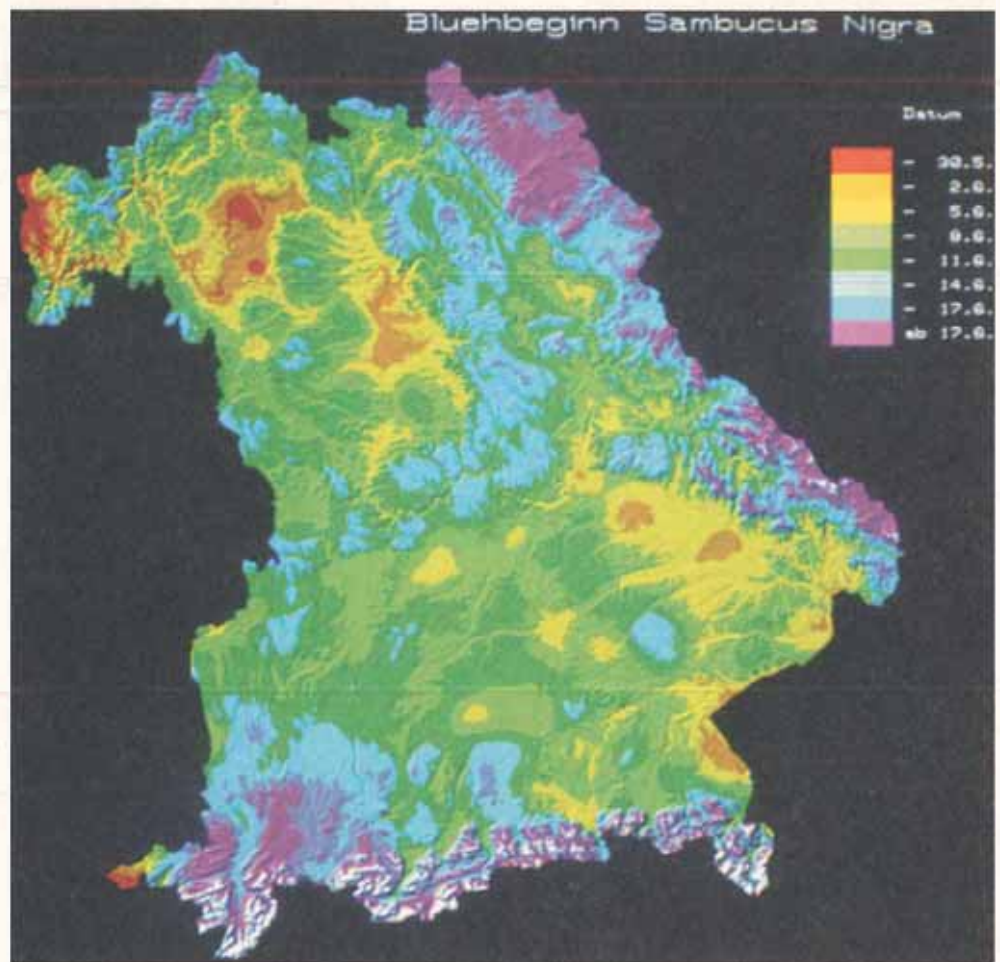 Bluehbeginn Sambucus Nigra
Datum
- 30.5.
- 2.6.
- 5.6.
- 8.6.
- 11.6.
- 14.6.
- 17.6.
ab 17.6.